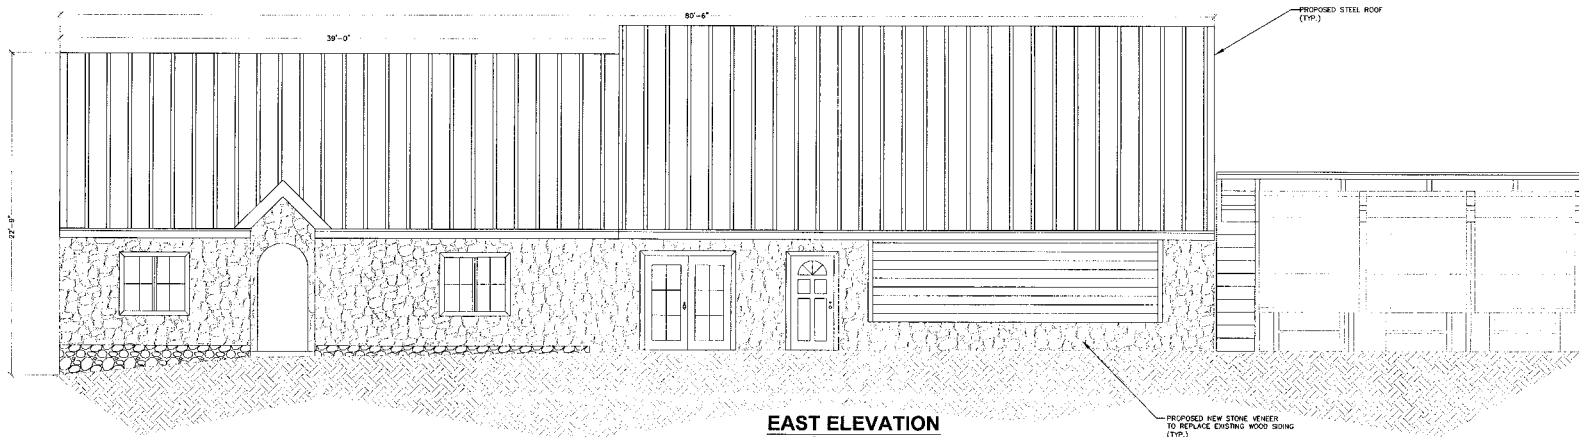 80'-6"
PROPOSED STEEL ROOF
(TYP.)
39'-0"
22'-9"
EAST ELEVATION
PROPOSED NEW STONE VENEER
TO REPLACE EXISTING WOOD SIDING
(TYP.)